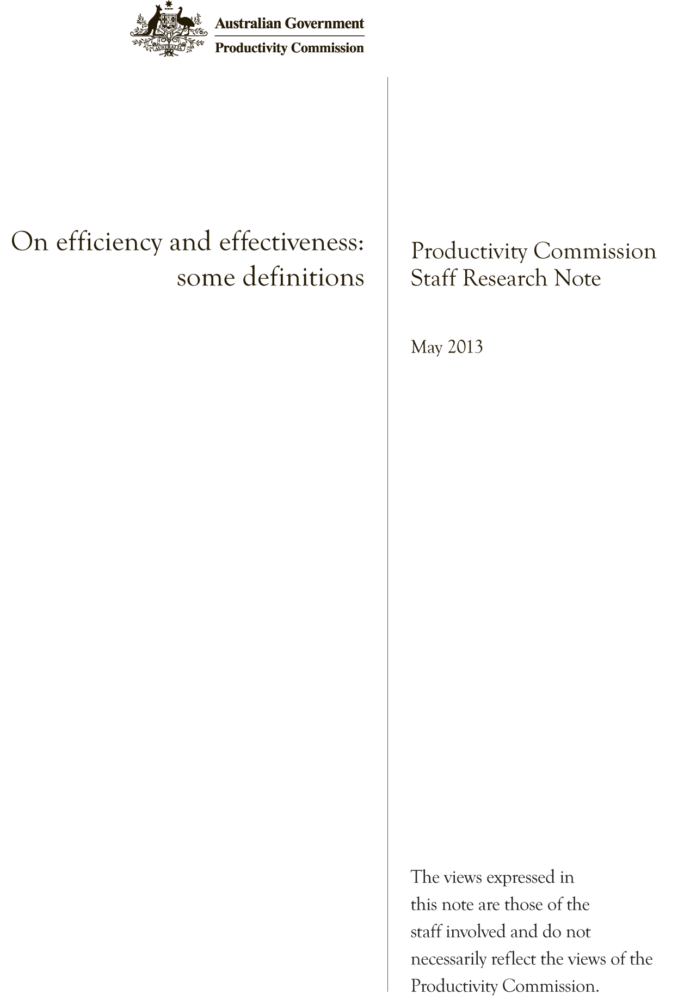 Australian Government
Productivity Commission
AUSTRALIA
On efficiency and effectiveness:
some definitions
Productivity Commission
Staff Research Note
May 2013
The views expressed in
this note are those of the
staff involved and do not
necessarily reflect the views of the
Productivity Commission.